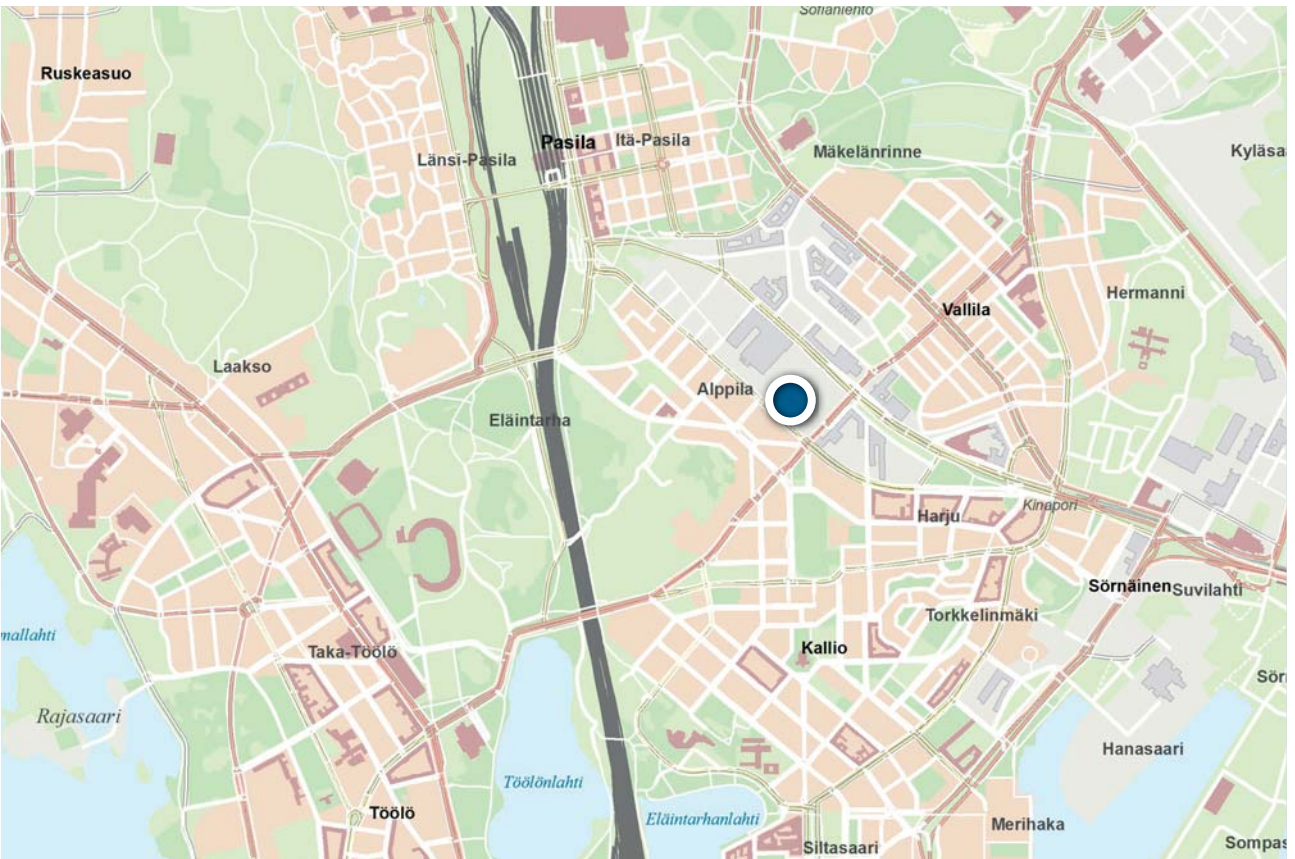 Sofianlehto
Ruskeasuo
Pasila
Itä-Pasila
Länsi-Pasila
Mäkelänrinne
Kyläsa
Hermanni
Vallila
Laakso
Alppila
Eläintarha
Kinapori
Harju
Sörnäinen
Suvilahti
Torkkelinmäki
mallahti
Taka-Töölö
Kallio
Sör
Rajasaari
Hanasaari
Töölönlahti
Töölö
Eläintarhanlahti
Merihaka
Siltasaari
Sompas